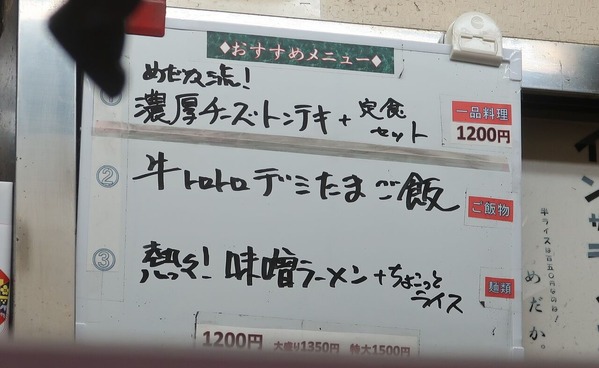 ◆おすすめメニュー◆
めだか流!
① 濃厚チーズトンテキ+定食セット
一品料理
1200円
② 牛トロトロデミたまご飯
ご飯物
③ 熱々!味噌ラーメン+ちょこっとライス
麺類
1200円 大盛り1350円 特大1500円
めだか。